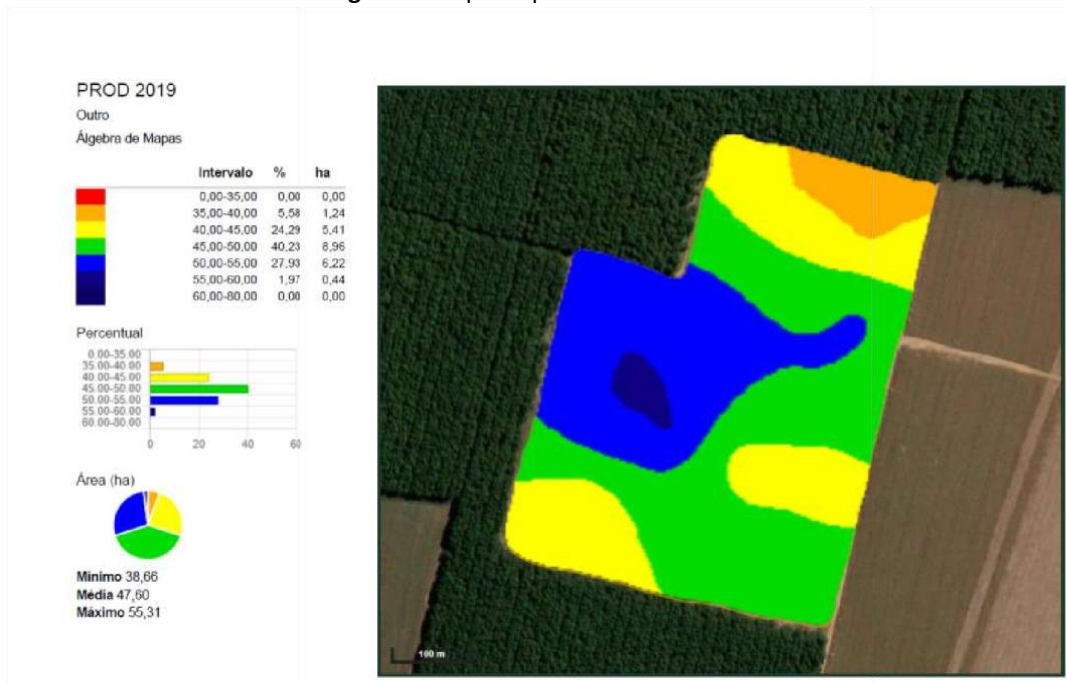 PROD 2019
Outro
Álgebra de Mapas
Intervalo % ha
0,00-35,00 0,00 0,00
35,00-40,00 5,58 1,24
40,00-45,00 24,29 5,41
45,00-50,00 40,23 8,96
50,00-55,00 27,93 6,22
55,00-60,00 1,97 0,44
60,00-80,00 0,00 0,00
Percentual
0.00-35.00
35.00-40.00
40.00-45.00
45.00-50.00
50.00-55.00
55.00-60.00
60.00-80.00
0 20 40 60
Área (ha)
Mínimo 38,66
Média 47,60
Máximo 55,31
100 m